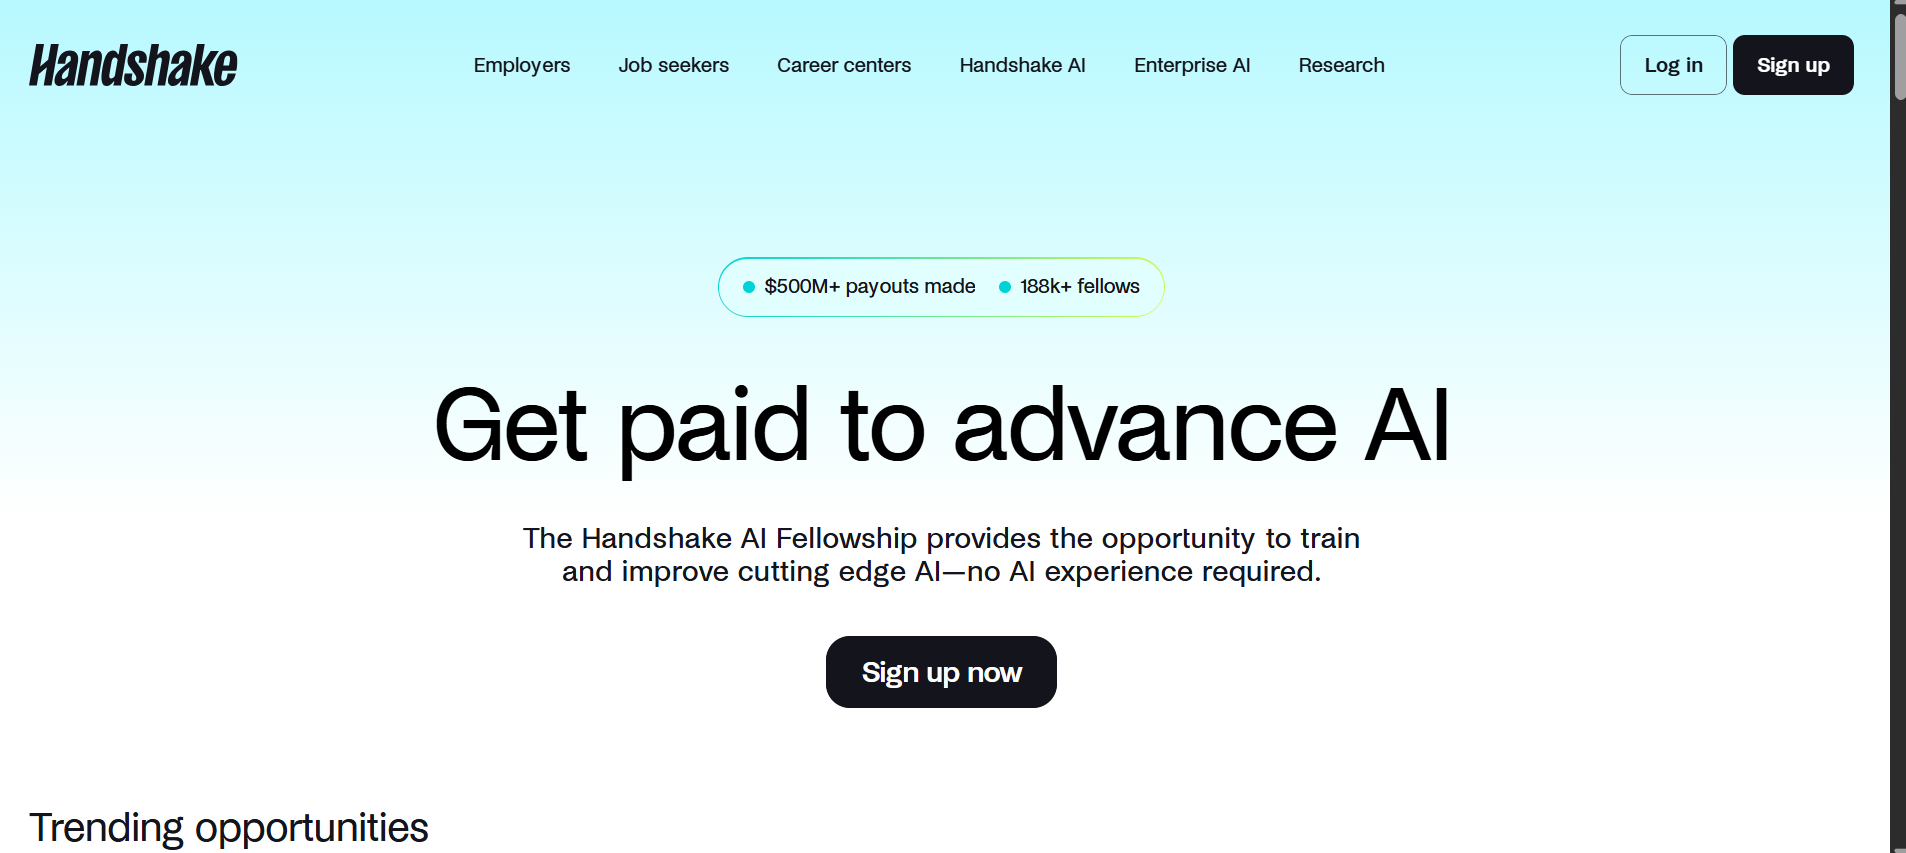 Handshake
Employers Job seekers Career centers Handshake AI Enterprise AI Research
Log in Sign up
$500M+ payouts made 188k+ fellows
Get paid to advance AI
The Handshake AI Fellowship provides the opportunity to train
and improve cutting edge AI—no AI experience required.
Sign up now
Trending opportunities